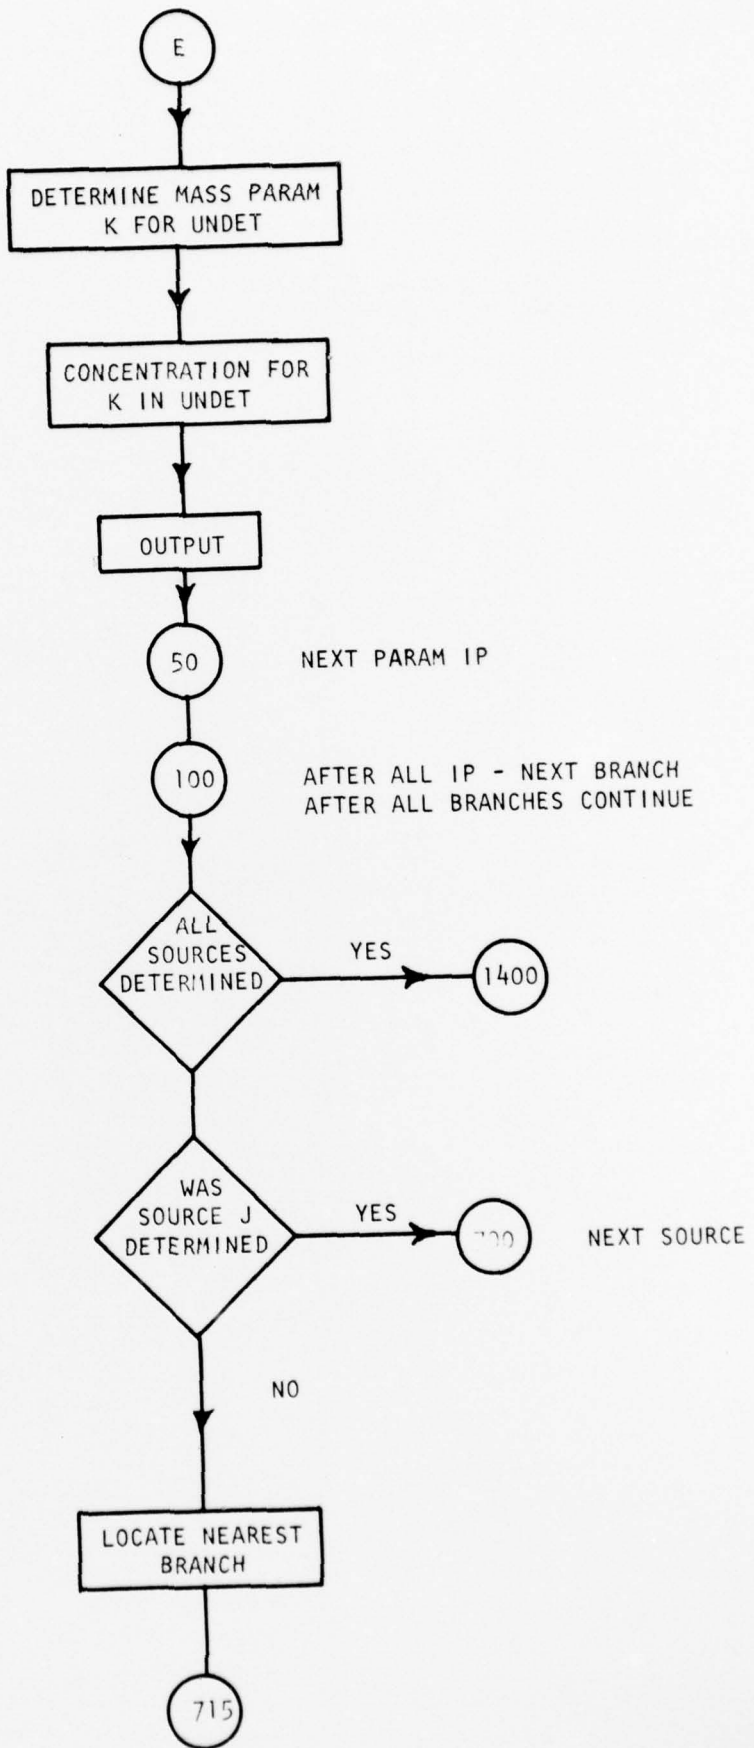 E
DETERMINE MASS PARAM
K FOR UNDET
CONCENTRATION FOR
K IN UNDET
OUTPUT
50
NEXT PARAM IP
100
AFTER ALL IP - NEXT BRANCH
AFTER ALL BRANCHES CONTINUE
ALL
SOURCES
DETERMINED
YES
1400
WAS
SOURCE J
DETERMINED
YES
NEXT SOURCE
NO
LOCATE NEAREST
BRANCH
715